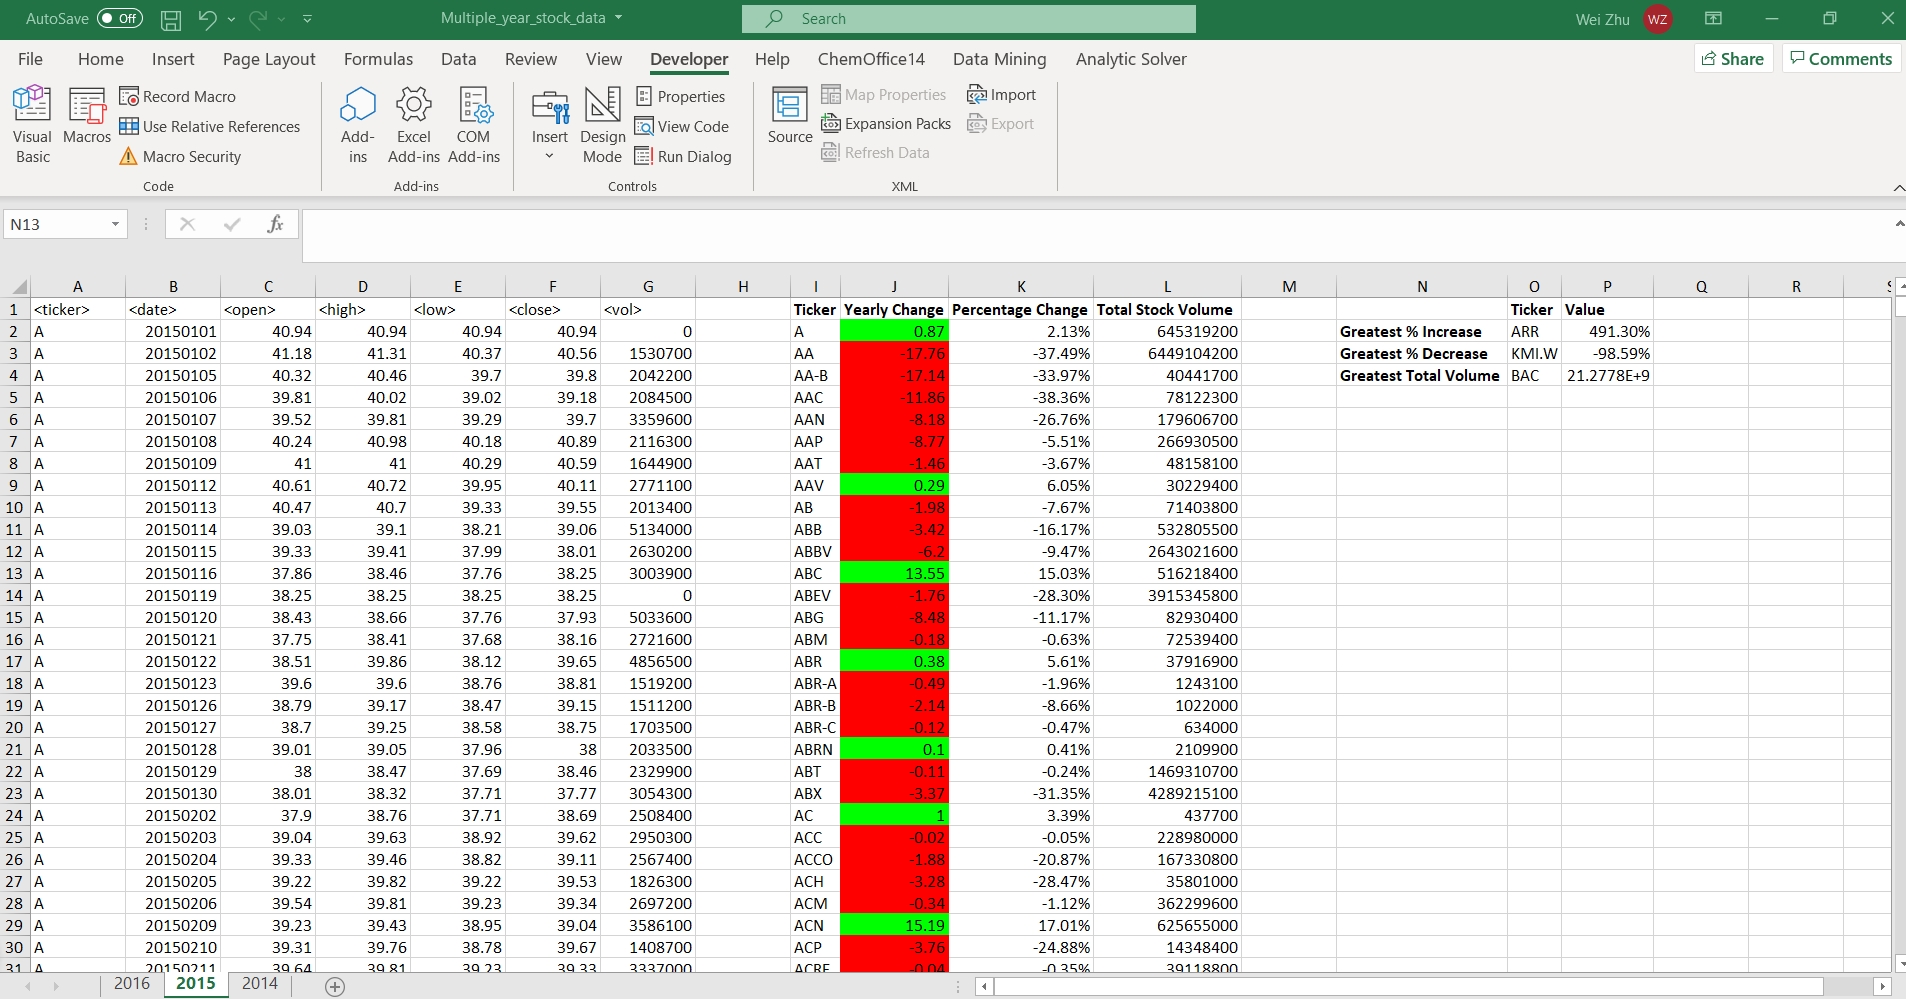 AutoSave Off Multiple_year_stock_data Search Wei Zhu WZ
File Home Insert Page Layout Formulas Data Review View Developer Help ChemOffice14 Data Mining Analytic Solver Share Comments
Visual Basic
Macros
Record Macro
Use Relative References
Macro Security
Code
Add-ins
Excel Add-ins
COM Add-ins
Add-ins
Insert
Design Mode
Properties
View Code
Run Dialog
Controls
Source
Map Properties
Expansion Packs
Refresh Data
Import
Export
XML
N13 fx
A B C D E F G H I J K L M N O P Q R
1 <ticker> <date> <open> <high> <low> <close> <vol> Ticker Yearly Change Percentage Change Total Stock Volume Ticker Value
2 A 20150101 40.94 40.94 40.94 40.94 0 A 0.87 2.13% 645319200 Greatest % Increase ARR 491.30%
3 A 20150102 41.18 41.31 40.37 40.56 1530700 AA -17.76 -37.49% 6449104200 Greatest % Decrease KMI.W -98.59%
4 A 20150105 40.32 40.46 39.7 39.8 2042200 AA-B -17.14 -33.97% 40441700 Greatest Total Volume BAC 21.2778E+9
5 A 20150106 39.81 40.02 39.02 39.18 2084500 AAC -11.86 -38.36% 78122300
6 A 20150107 39.52 39.81 39.29 39.7 3359600 AAN -8.18 -26.76% 179606700
7 A 20150108 40.24 40.98 40.18 40.89 2116300 AAP -8.77 -5.51% 266930500
8 A 20150109 41 41 40.29 40.59 1644900 AAT -1.46 -3.67% 48158100
9 A 20150112 40.61 40.72 39.95 40.11 2771100 AAV 0.29 6.05% 30229400
10 A 20150113 40.47 40.7 39.33 39.55 2013400 AB -1.98 -7.67% 71403800
11 A 20150114 39.03 39.1 38.21 39.06 5134000 ABB -3.42 -16.17% 532805500
12 A 20150115 39.33 39.41 37.99 38.01 2630200 ABBV -6.2 -9.47% 2643021600
13 A 20150116 37.86 38.46 37.76 38.25 3003900 ABC 13.55 15.03% 516218400
14 A 20150119 38.25 38.25 38.25 38.25 0 ABEV -1.76 -28.30% 3915345800
15 A 20150120 38.43 38.66 37.76 37.93 5033600 ABG -8.48 -11.17% 82930400
16 A 20150121 37.75 38.41 37.68 38.16 2721600 ABM -0.18 -0.63% 72539400
17 A 20150122 38.51 39.86 38.12 39.65 4856500 ABR 0.38 5.61% 37916900
18 A 20150123 39.6 39.6 38.76 38.81 1519200 ABR-A -0.49 -1.96% 1243100
19 A 20150126 38.79 39.17 38.47 39.15 1511200 ABR-B -2.14 -8.66% 1022000
20 A 20150127 38.7 39.25 38.58 38.75 1703500 ABR-C -0.12 -0.47% 634000
21 A 20150128 39.01 39.05 37.96 38 2033500 ABRN 0.1 0.41% 2109900
22 A 20150129 38 38.47 37.69 38.46 2329900 ABT -0.11 -0.24% 1469310700
23 A 20150130 38.01 38.32 37.71 37.77 3054300 ABX -3.37 -31.35% 4289215100
24 A 20150202 37.9 38.76 37.71 38.69 2508400 AC 1 3.39% 437700
25 A 20150203 39.04 39.63 38.92 39.62 2950300 ACC -0.02 -0.05% 228980000
26 A 20150204 39.33 39.46 38.82 39.11 2567400 ACCO -1.88 -20.87% 167330800
27 A 20150205 39.22 39.82 39.22 39.53 1826300 ACH -3.28 -28.47% 35801000
28 A 20150206 39.54 39.81 39.23 39.34 2697200 ACM -0.34 -1.12% 362299600
29 A 20150209 39.23 39.43 38.95 39.04 3586100 ACN 15.19 17.01% 625655000
30 A 20150210 39.31 39.76 38.78 39.67 1408700 ACP -3.76 -24.88% 14348400
31 A 20150211 39.64 39.81 39.23 39.33 3337000 ACRE -0.04 -0.35% 39118800
2016 2015 2014